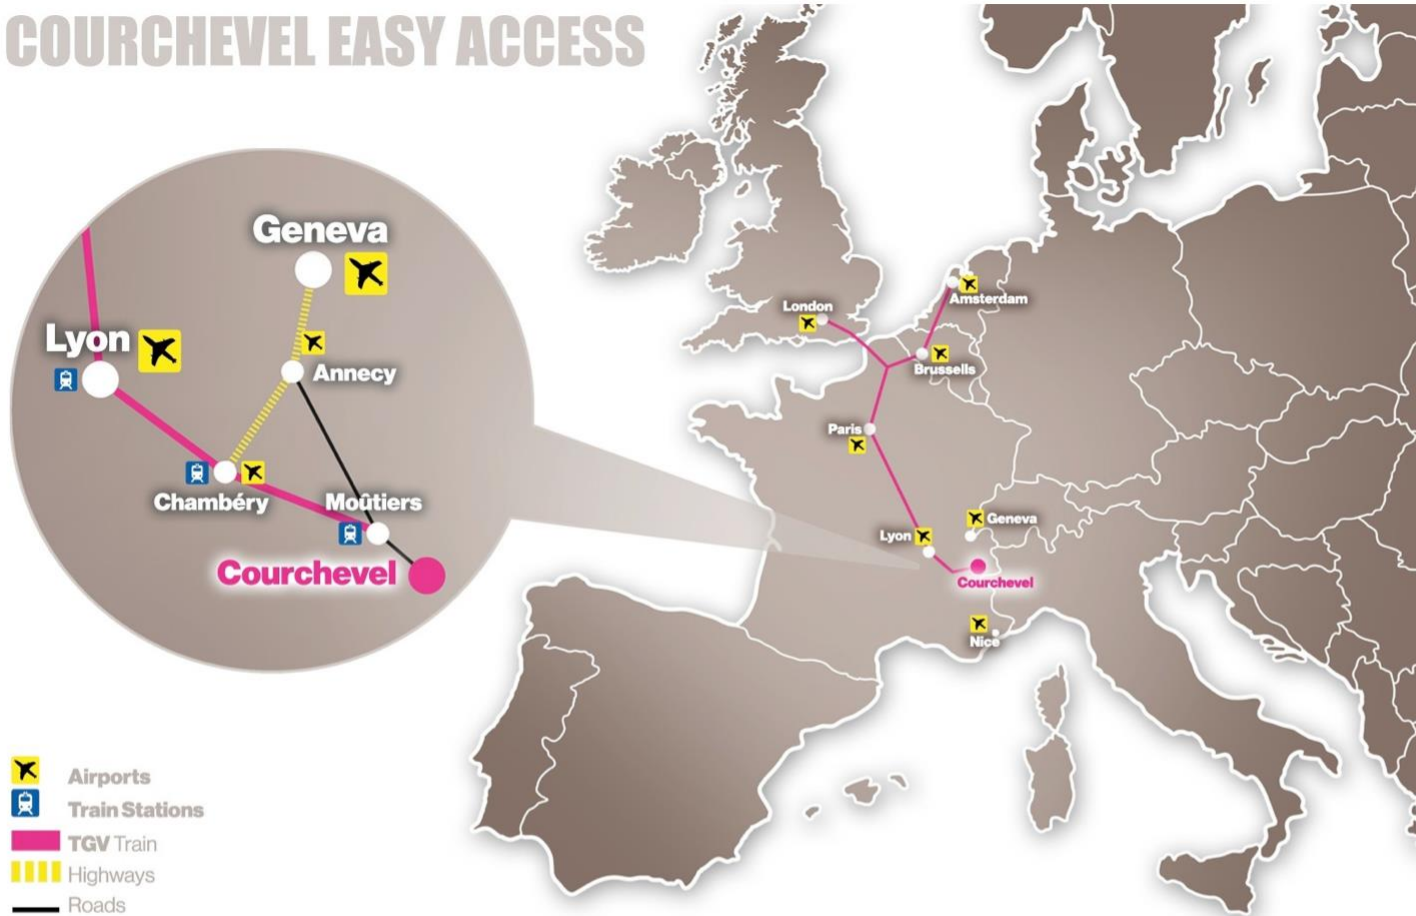 COURCHEVEL EASY ACCESS
Geneva
Lyon
Annecy
Chambéry
Moûtiers
Courchevel
London
Amsterdam
Brussells
Paris
Lyon
Geneva
Courchevel
Nice
Airports
Train Stations
TGV Train
Highways
Roads